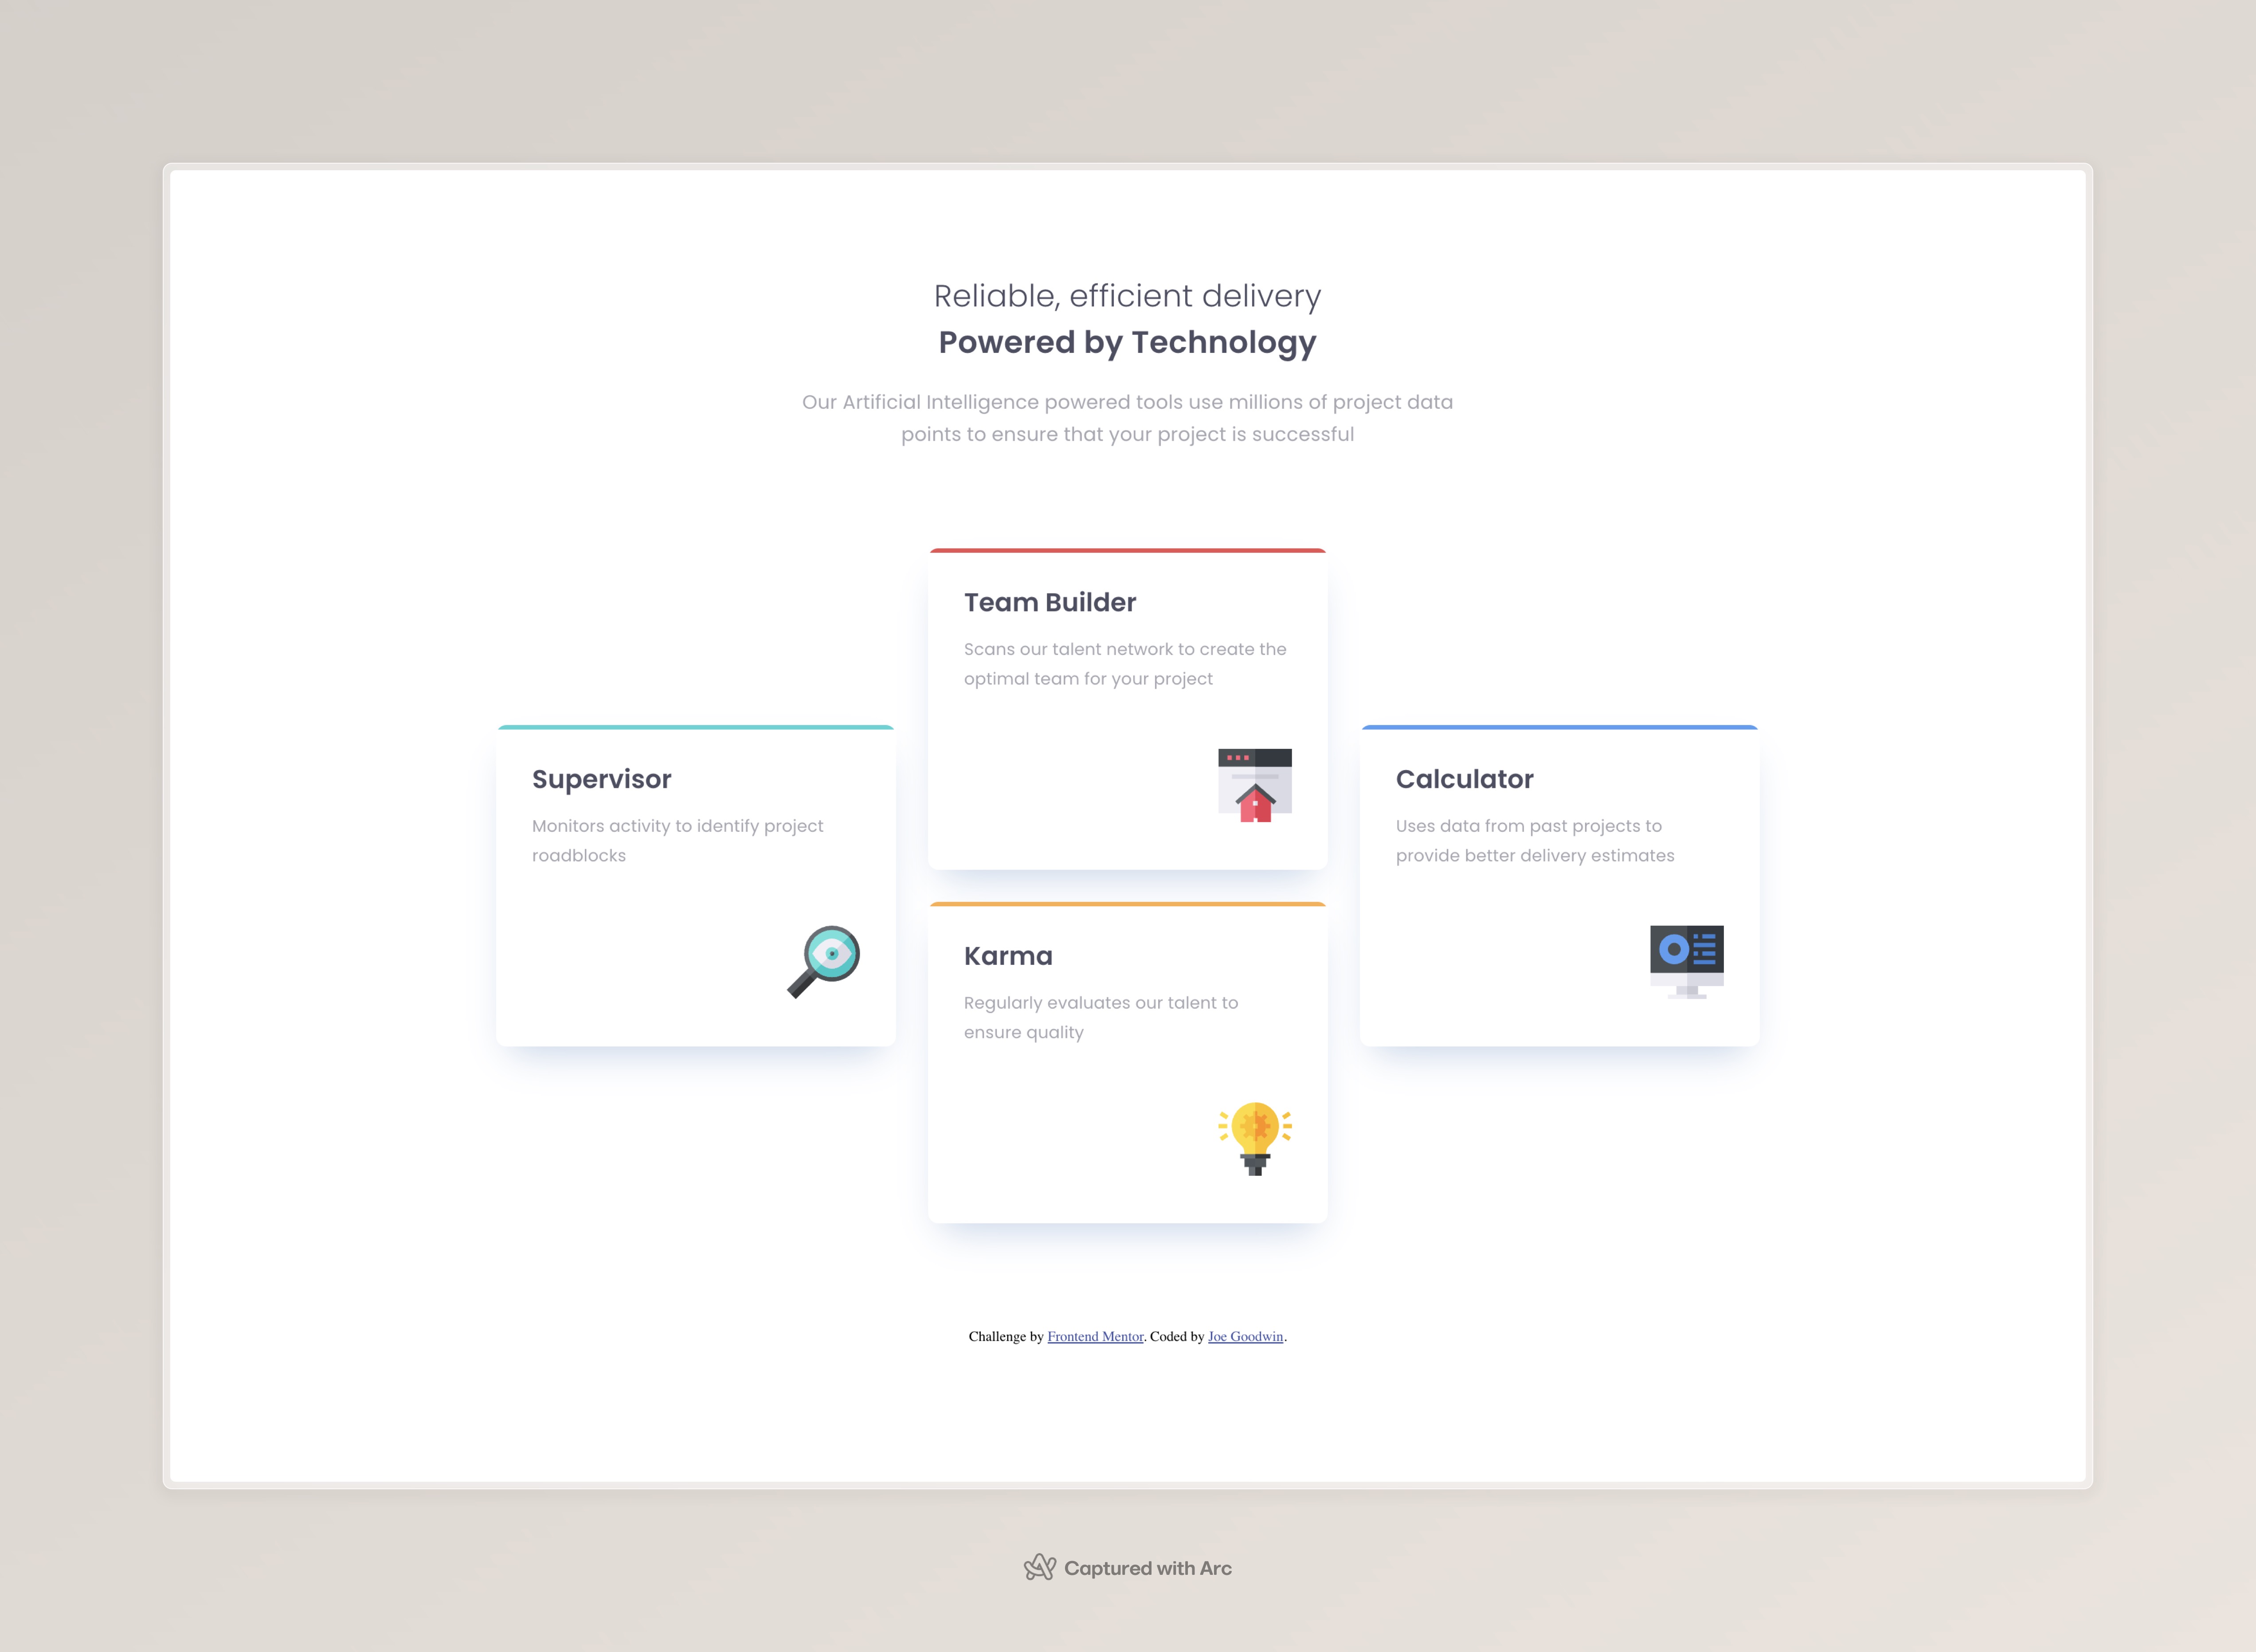 Reliable, efficient delivery
Powered by Technology
Our Artificial Intelligence powered tools use millions of project data
points to ensure that your project is successful
Team Builder
Scans our talent network to create the
optimal team for your project
Supervisor
Monitors activity to identify project
roadblocks
Calculator
Uses data from past projects to
provide better delivery estimates
Karma
Regularly evaluates our talent to
ensure quality
Challenge by Frontend Mentor. Coded by Joe Goodwin.
Captured with Arc